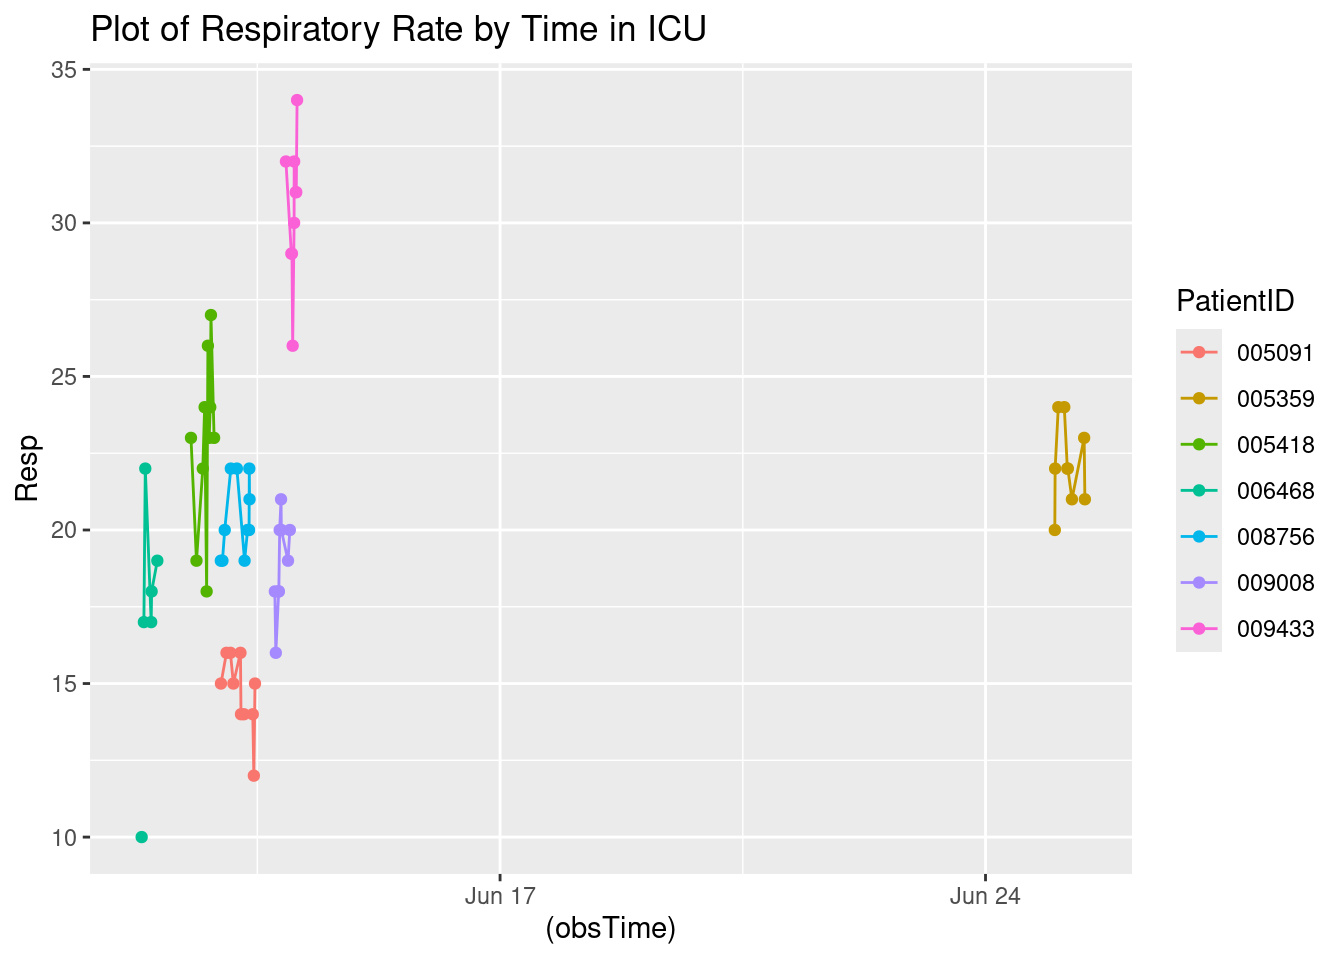 Plot of Respiratory Rate by Time in ICU
35
30
25
20
15
10
Resp
Jun 17
Jun 24
(obsTime)
PatientID
005091
005359
005418
006468
008756
009008
009433